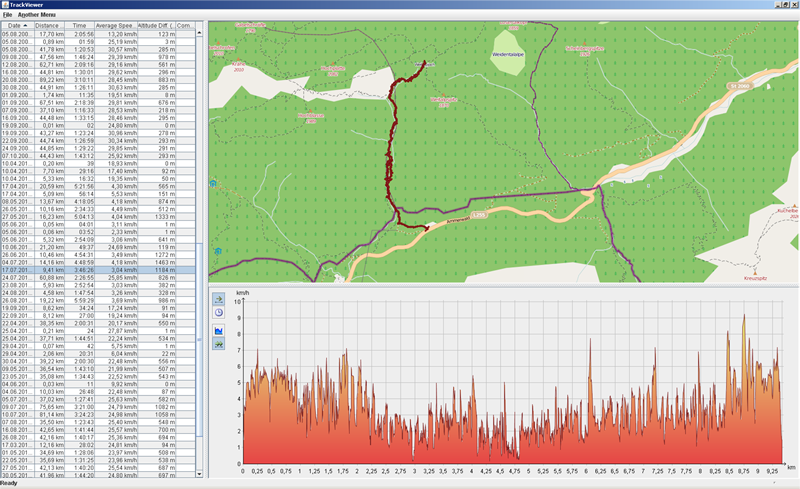 TrackViewer
File Another Menu
Date Distance Time Average Spee... Altitude Diff. (... Com...
05.08.200... 17,70 km/h 2:05:56 13,20 km/h 123 m
05.08.200... 0,89 km/h 01:59 25,19 km/h 3 m
05.08.200... 41,78 km/h 1:20:53 30,57 km/h 285 m
09.08.200... 47,56 km/h 1:46:24 29,39 km/h 978 m
12.08.200... 62,71 km/h 2:08:16 29,16 km/h 561 m
16.08.200... 44,81 km/h 1:30:01 29,62 km/h 296 m
20.08.200... 89,22 km/h 3:10:11 28,45 km/h 883 m
30.08.200... 44,91 km/h 1:26:11 30,63 km/h 285 m
01.09.200... 1,74 km/h 11:35 19,51 km/h 8 m
01.09.200... 67,51 km/h 2:18:39 29,81 km/h 676 m
07.09.200... 37,10 km/h 1:16:33 28,53 km/h 218 m
16.09.200... 44,48 km/h 1:33:15 28,46 km/h 295 m
19.09.200... 0,01 km/h 02 24,80 km/h 0 m
19.09.200... 43,27 km/h 1:23:24 30,96 km/h 270 m
22.09.200... 44,74 km/h 1:26:59 30,34 km/h 293 m
24.09.200... 44,85 km/h 1:29:22 29,85 km/h 291 m
07.10.200... 44,43 km/h 1:43:12 25,92 km/h 293 m
10.04.201... 0,20 km/h 39 18,93 km/h 0 m
10.04.201... 7,70 km/h 28:16 17,40 km/h 92 m
10.04.201... 5,33 km/h 16:32 19,35 km/h 50 m
17.04.201... 20,59 km/h 5:21:56 4,30 km/h 565 m
17.04.201... 5,09 km/h 56:14 5,53 km/h 151 m
08.05.201... 13,67 km/h 4:18:05 4,18 km/h 874 m
23.05.201... 10,16 km/h 2:34:33 4,49 km/h 512 m
27.05.201... 16,23 km/h 5:04:13 4,04 km/h 1333 m
05.06.201... 0,05 km/h 04:01 3,11 km/h 1 m
05.06.201... 0,06 km/h 03:52 2,33 km/h 1 m
05.06.201... 5,32 km/h 2:54:09 3,06 km/h 641 m
10.06.201... 21,20 km/h 49:37 24,69 km/h 119 m
26.06.201... 10,46 km/h 4:54:31 3,49 km/h 1272 m
04.07.201... 14,16 km/h 4:40:59 4,18 km/h 1463 m
17.07.201... 9,41 km/h 3:46:26 3,04 km/h 1184 m
24.07.201... 60,88 km/h 2:26:55 25,85 km/h 826 m
23.08.201... 5,93 km/h 2:52:54 3,03 km/h 382 m
24.08.201... 4,58 km/h 1:47:54 3,26 km/h 328 m
26.08.201... 19,22 km/h 5:59:29 3,69 km/h 986 m
19.09.201... 8,62 km/h 34:24 17,24 km/h 91 m
22.09.201... 8,12 km/h 27:00 19,24 km/h 94 m
22.04.201... 38,35 km/h 2:00:31 20,17 km/h 550 m
25.04.201... 0,21 km/h 24 27,87 km/h 1 m
25.04.201... 37,71 km/h 1:44:51 22,24 km/h 534 m
29.04.201... 0,07 km/h 42 5,75 km/h 1 m
29.04.201... 2,06 km/h 20:31 6,04 km/h 22 m
30.04.201... 39,22 km/h 2:00:30 22,48 km/h 556 m
09.05.201... 36,54 km/h 1:43:10 21,99 km/h 507 m
23.05.201... 35,08 km/h 1:34:43 22,52 km/h 543 m
04.06.201... 0,03 km/h 11 9,92 km/h 0 m
04.06.201... 10,03 km/h 26:48 22,48 km/h 87 m
05.07.201... 37,02 km/h 1:27:41 25,63 km/h 582 m
09.07.201... 75,65 km/h 3:21:00 24,79 km/h 1082 m
10.07.201... 81,14 km/h 3:24:23 24,98 km/h 1058 m
17.08.201... 35,50 km/h 1:23:43 25,40 km/h 548 m
16.08.201... 42,65 km/h 1:41:44 25,57 km/h 700 m
26.08.201... 42,16 km/h 1:40:17 25,36 km/h 694 m
17.03.201... 12,66 km/h 28:02 24,81 km/h 94 m
01.05.201... 34,69 km/h 1:28:06 23,97 km/h 508 m
22.05.201... 35,69 km/h 1:31:25 23,96 km/h 538 m
22.05.201... 42,13 km/h 1:40:20 25,54 km/h 687 m
30.05.201... 41,96 km/h 1:44:20 24,80 km/h 697 m
Weidentalalpe
St 2060
L255
Kreuzspitz
km/h
10
9
8
7
6
5
4
3
2
1
0
0 0,25 0,5 0,75 1 1,25 1,5 1,75 2 2,25 2,5 2,75 3 3,25 3,5 3,75 4 4,25 4,5 4,75 5 5,25 5,5 5,75 6 6,25 6,5 6,75 7 7,25 7,5 7,75 8 8,25 8,5 8,75 9 9,25 km
Ready